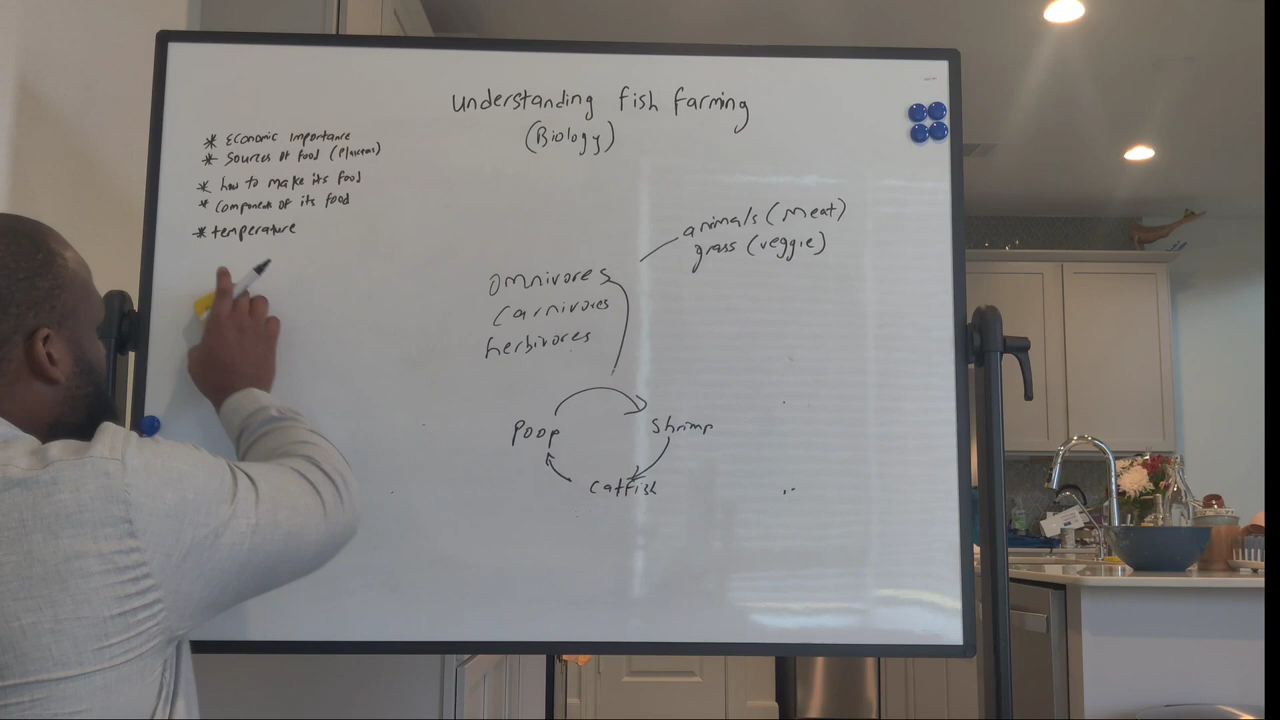 understanding fish farming
(Biology)
* Economic Importance
* Sources of food (places)
* how to make its food
* Components of its food
* temperature
animals (meat)
grass (veggie)
omnivores
carnivores
herbivores
Poop
Shrimp
catfish